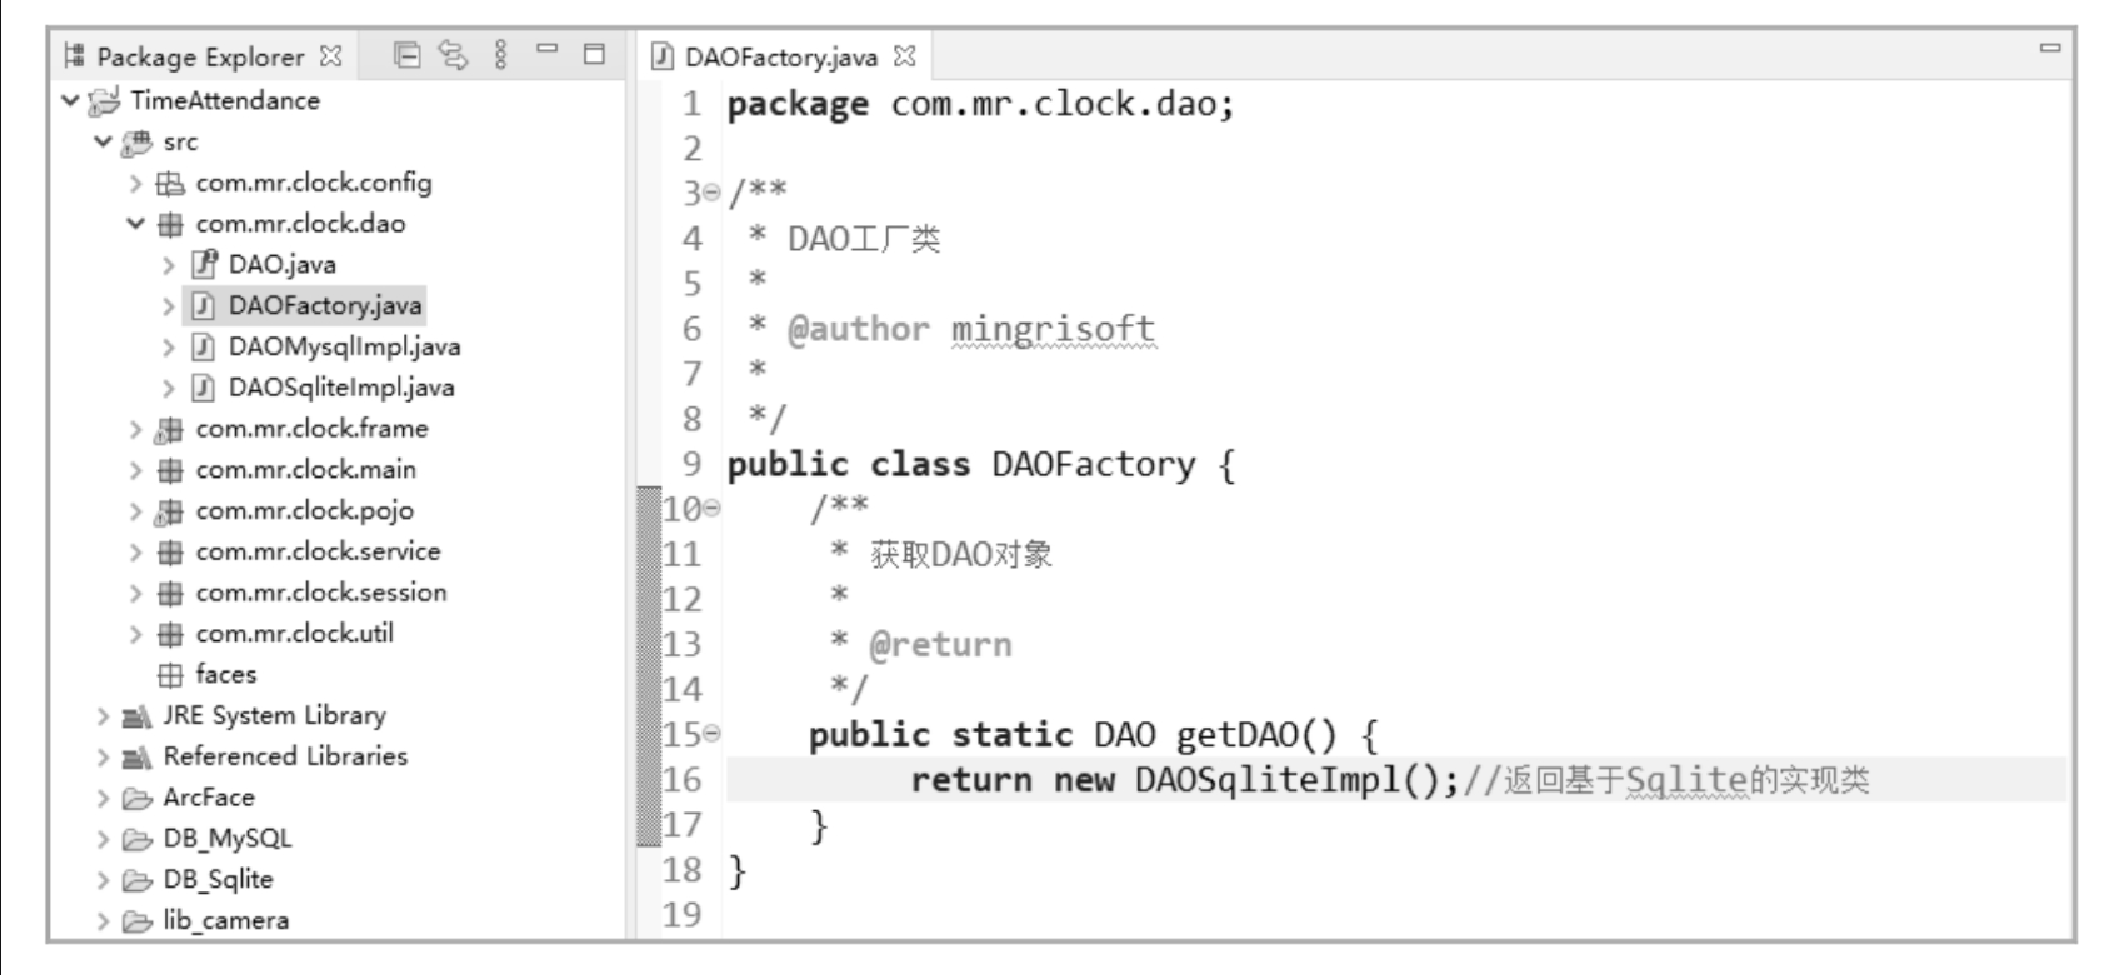 Package Explorer
TimeAttendance
src
com.mr.clock.config
com.mr.clock.dao
DAO.java
DAOFactory.java
DAOMysqlImpl.java
DAOSqliteImpl.java
com.mr.clock.frame
com.mr.clock.main
com.mr.clock.pojo
com.mr.clock.service
com.mr.clock.session
com.mr.clock.util
faces
JRE System Library
Referenced Libraries
ArcFace
DB_MySQL
DB_Sqlite
lib_camera
DAOFactory.java
1 package com.mr.clock.dao;
2
3 /**
4  * DAO工厂类
5  *
6  * @author mingrisoft
7  *
8  */
9 public class DAOFactory {
10     /**
11      * 获取DAO对象
12      *
13      * @return
14      */
15     public static DAO getDAO() {
16         return new DAOSqliteImpl();//返回基于Sqlite的实现类
17     }
18 }
19